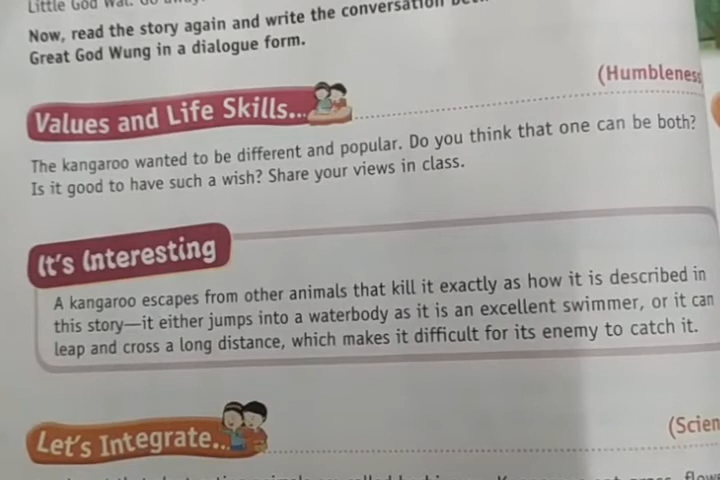 Little God
Now, read the story again and write the conversation
Great God Wung in a dialogue form.
(Humbleness
Values and Life Skills...
The kangaroo wanted to be different and popular. Do you think that one can be both?
Is it good to have such a wish? Share your views in class.
It's Interesting
A kangaroo escapes from other animals that kill it exactly as how it is described in
this story—it either jumps into a waterbody as it is an excellent swimmer, or it can
leap and cross a long distance, which makes it difficult for its enemy to catch it.
(Scien
Let's Integrate...